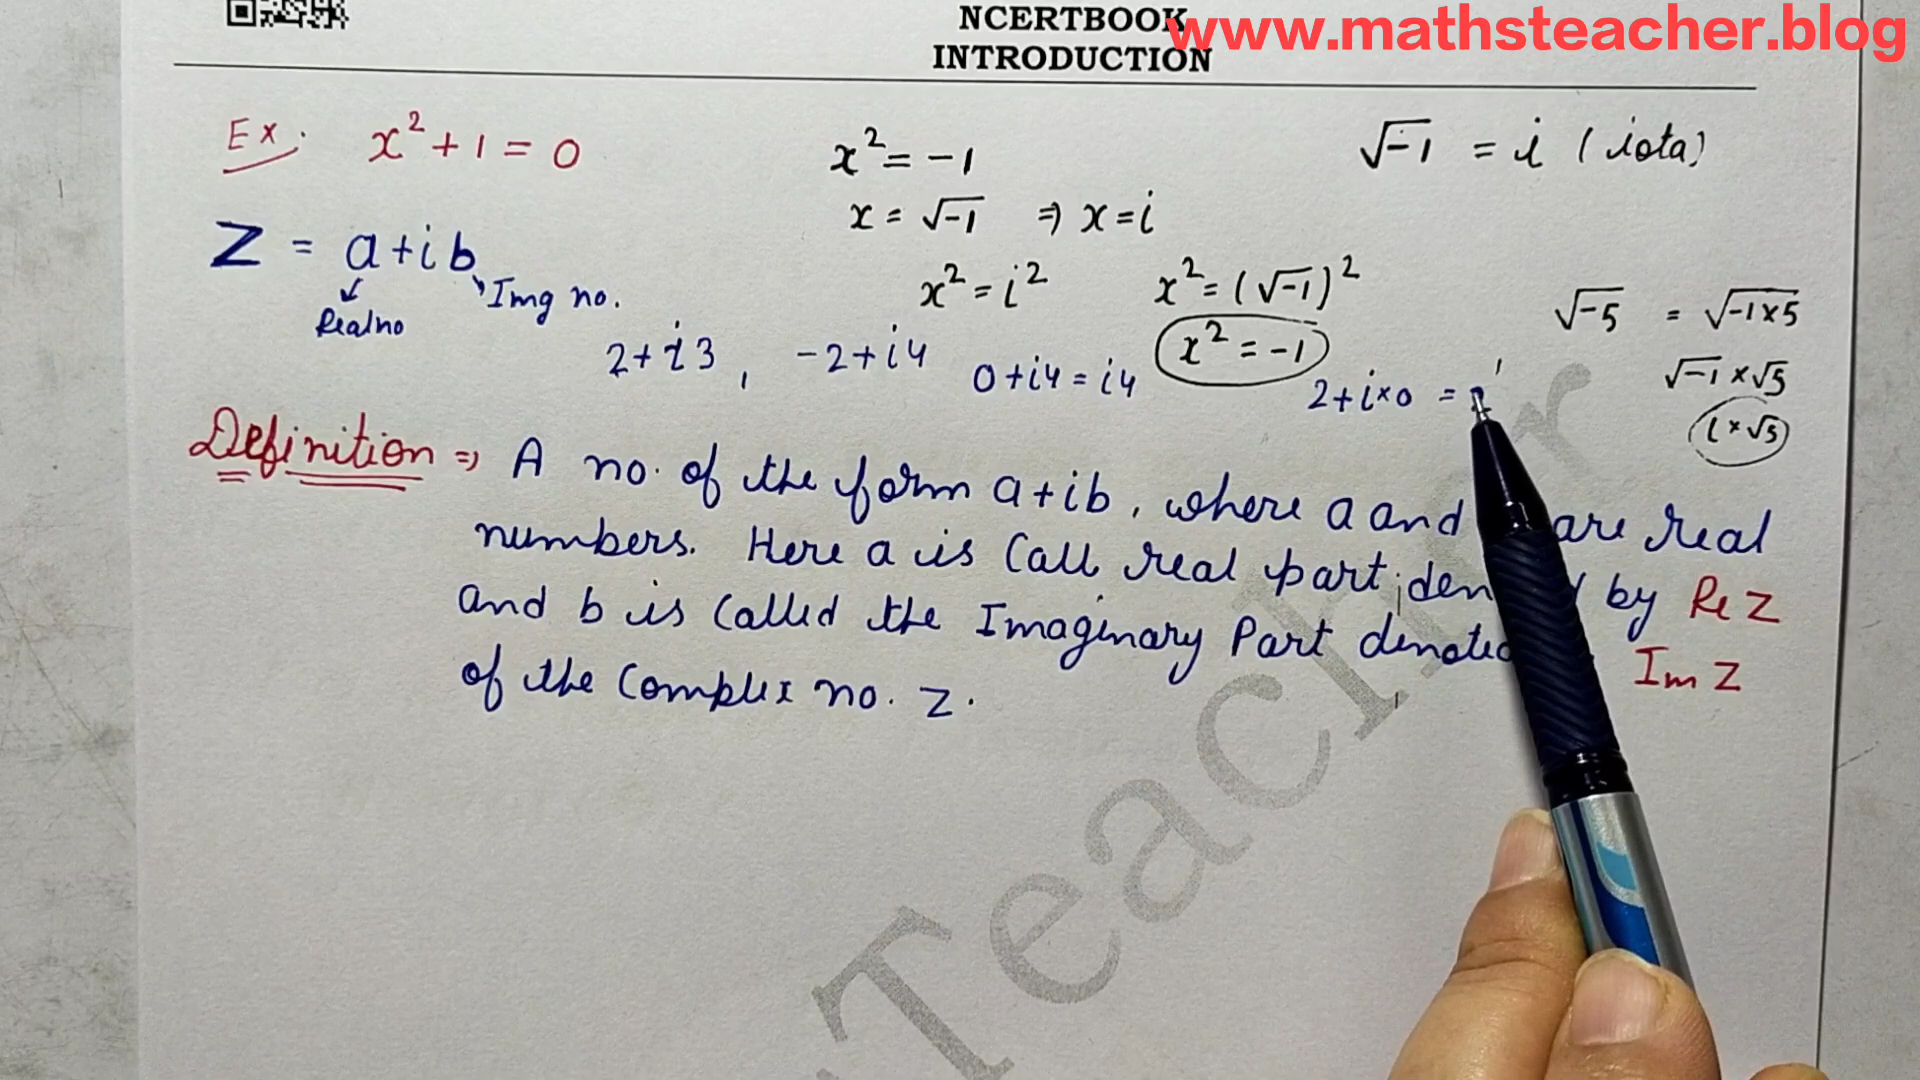 NCERTBOOK
www.mathsteacher.blog
INTRODUCTION
Ex. x² + 1 = 0
x² = -1
√-1 = i (iota)
x = √-1 ⇒ x = i
Z = a + ib
Real no
Img no.
x² = i²
x² = (√-1)²
x² = -1
√-5 = √-1×5
√-1 × √5
i × √5
2 + i3 , -2 + i4
0 + i4 = i4
2 + i×0 = 2
Definition ⇒ A no. of the form a + ib, where a and are real
numbers. Here a is Call real part, by Re Z
and b is called the Imaginary Part Im Z
of the Complex no. Z.
Teacher